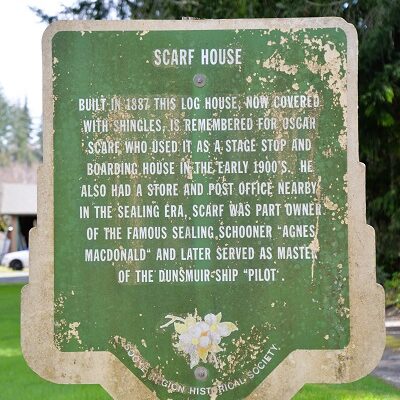 SCARF HOUSE
BUILT IN 1887 THIS LOG HOUSE, NOW COVERED
WITH SHINGLES, IS REMEMBERED FOR OSCAR
SCARF WHO USED IT AS A STAGE STOP AND
BOARDING HOUSE IN THE EARLY 1900'S. HE
ALSO HAD A STORE AND POST OFFICE NEARBY
IN THE SEALING ERA, SCARF WAS PART OWNER
OF THE FAMOUS SEALING SCHOONER "AGNES
MACDONALD" AND LATER SERVED AS MASTER
OF THE DUNSMUIR SHIP "PILOT"
SOOKE REGION HISTORICAL SOCIETY